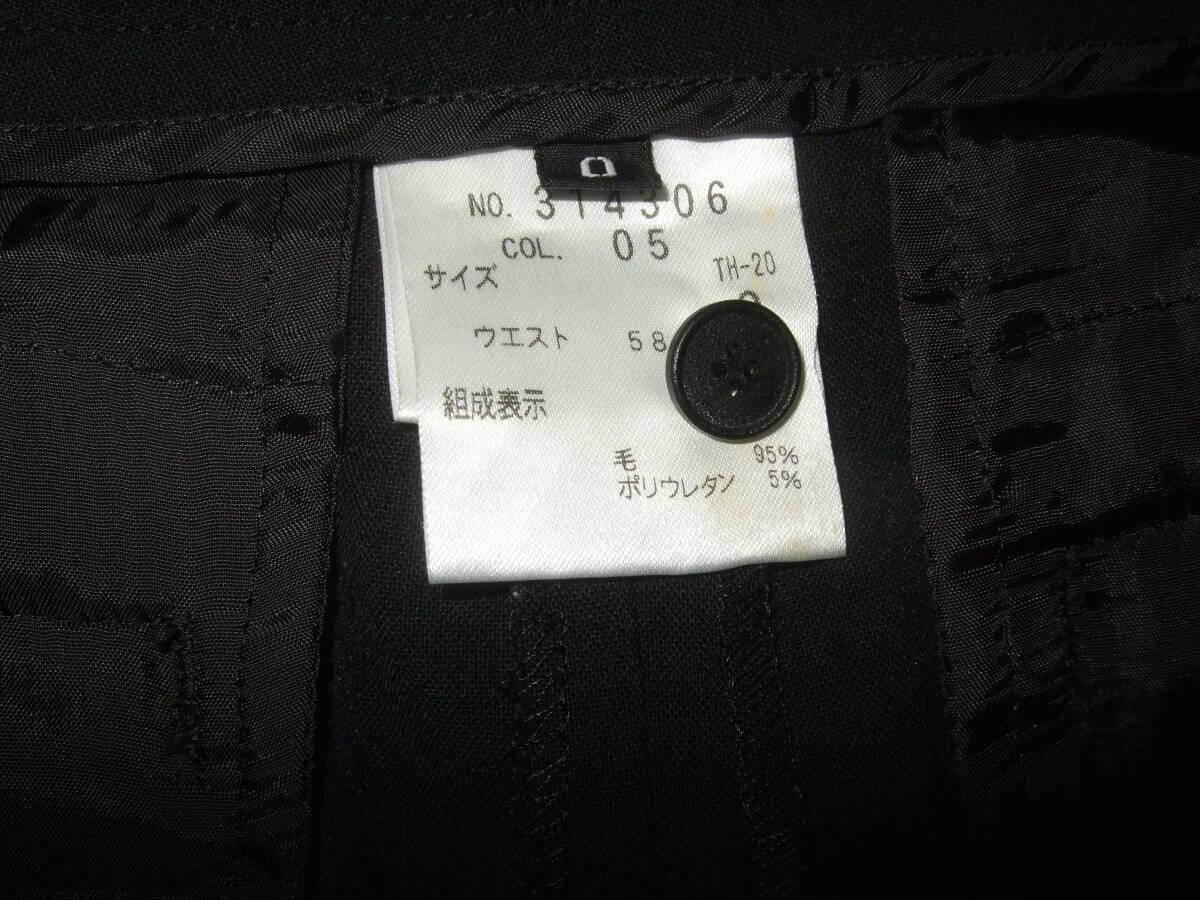 0
NO. 314306
COL. 05
サイズ TH-20
ウエスト 58
組成表示
毛 95%
ポリウレタン 5%